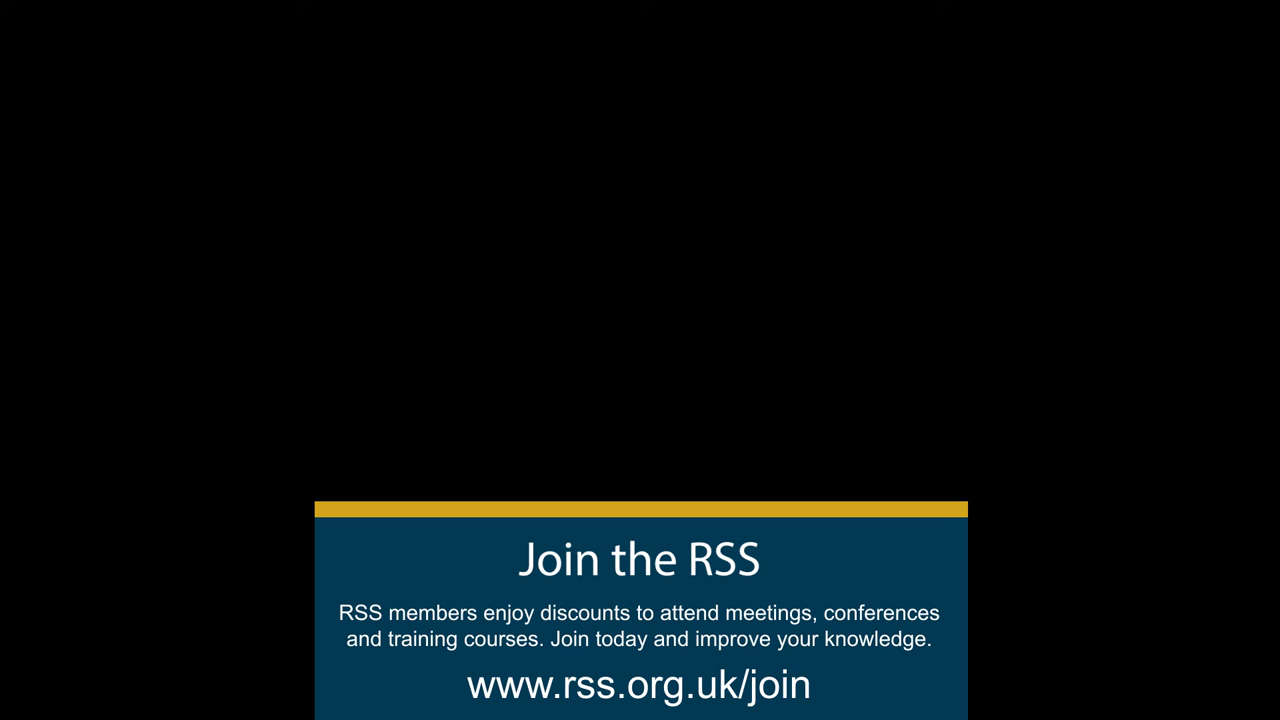 Join the RSS
RSS members enjoy discounts to attend meetings, conferences
and training courses. Join today and improve your knowledge.
www.rss.org.uk/join